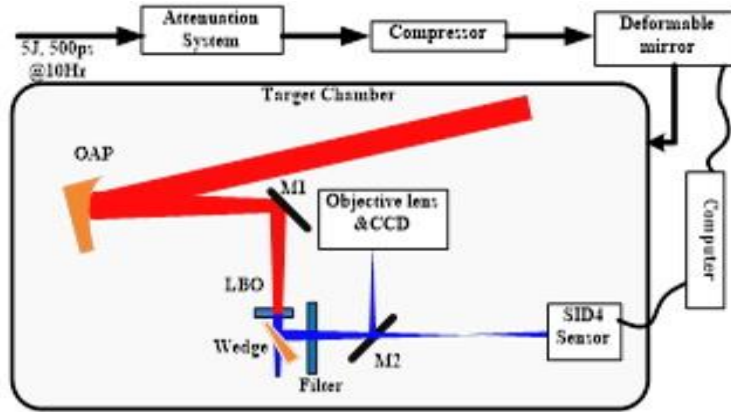 Attenuation
System
Compressor
Deformable
mirror
5J, 500ps
@10Hz
Target Chamber
OAP
M1
Objective lens
&CCD
Computer
LBO
SID4
Sensor
Wedge
M2
Filter